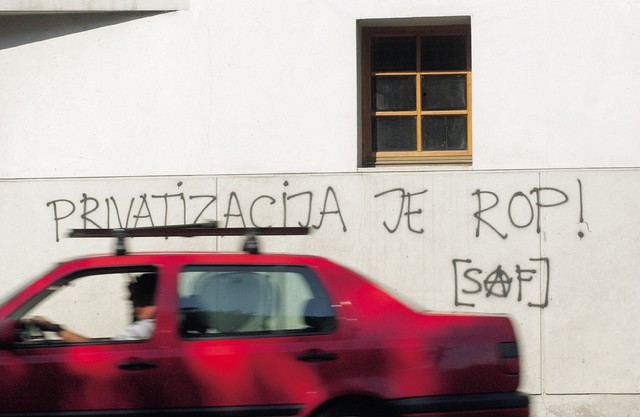 PRIVATIZACIJA JE ROP!
[SAF]